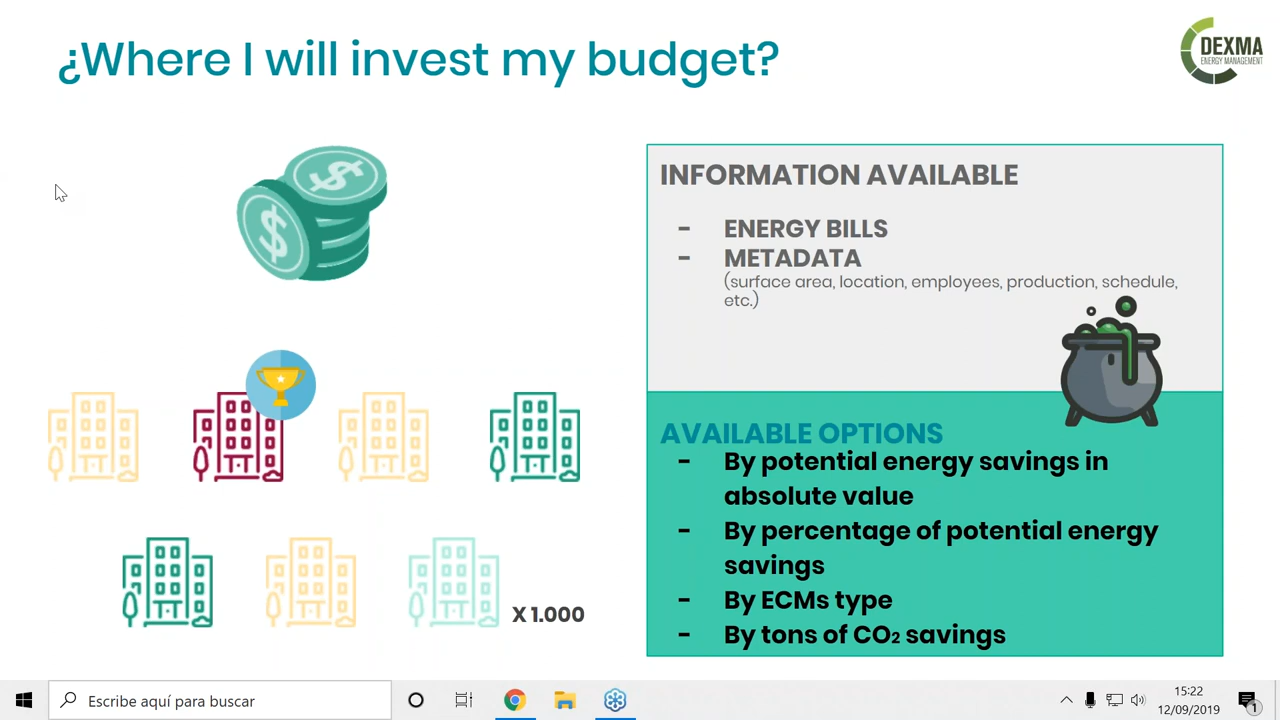 ¿Where I will invest my budget?
DEXMA
ENERGY MANAGEMENT
INFORMATION AVAILABLE
- ENERGY BILLS
- METADATA
(surface area, location, employees, production, schedule,
etc.)
AVAILABLE OPTIONS
- By potential energy savings in
absolute value
- By percentage of potential energy
savings
- By ECMs type
- By tons of CO₂ savings
X 1.000
$
$
Escribe aquí para buscar
15:22
12/09/2019
1